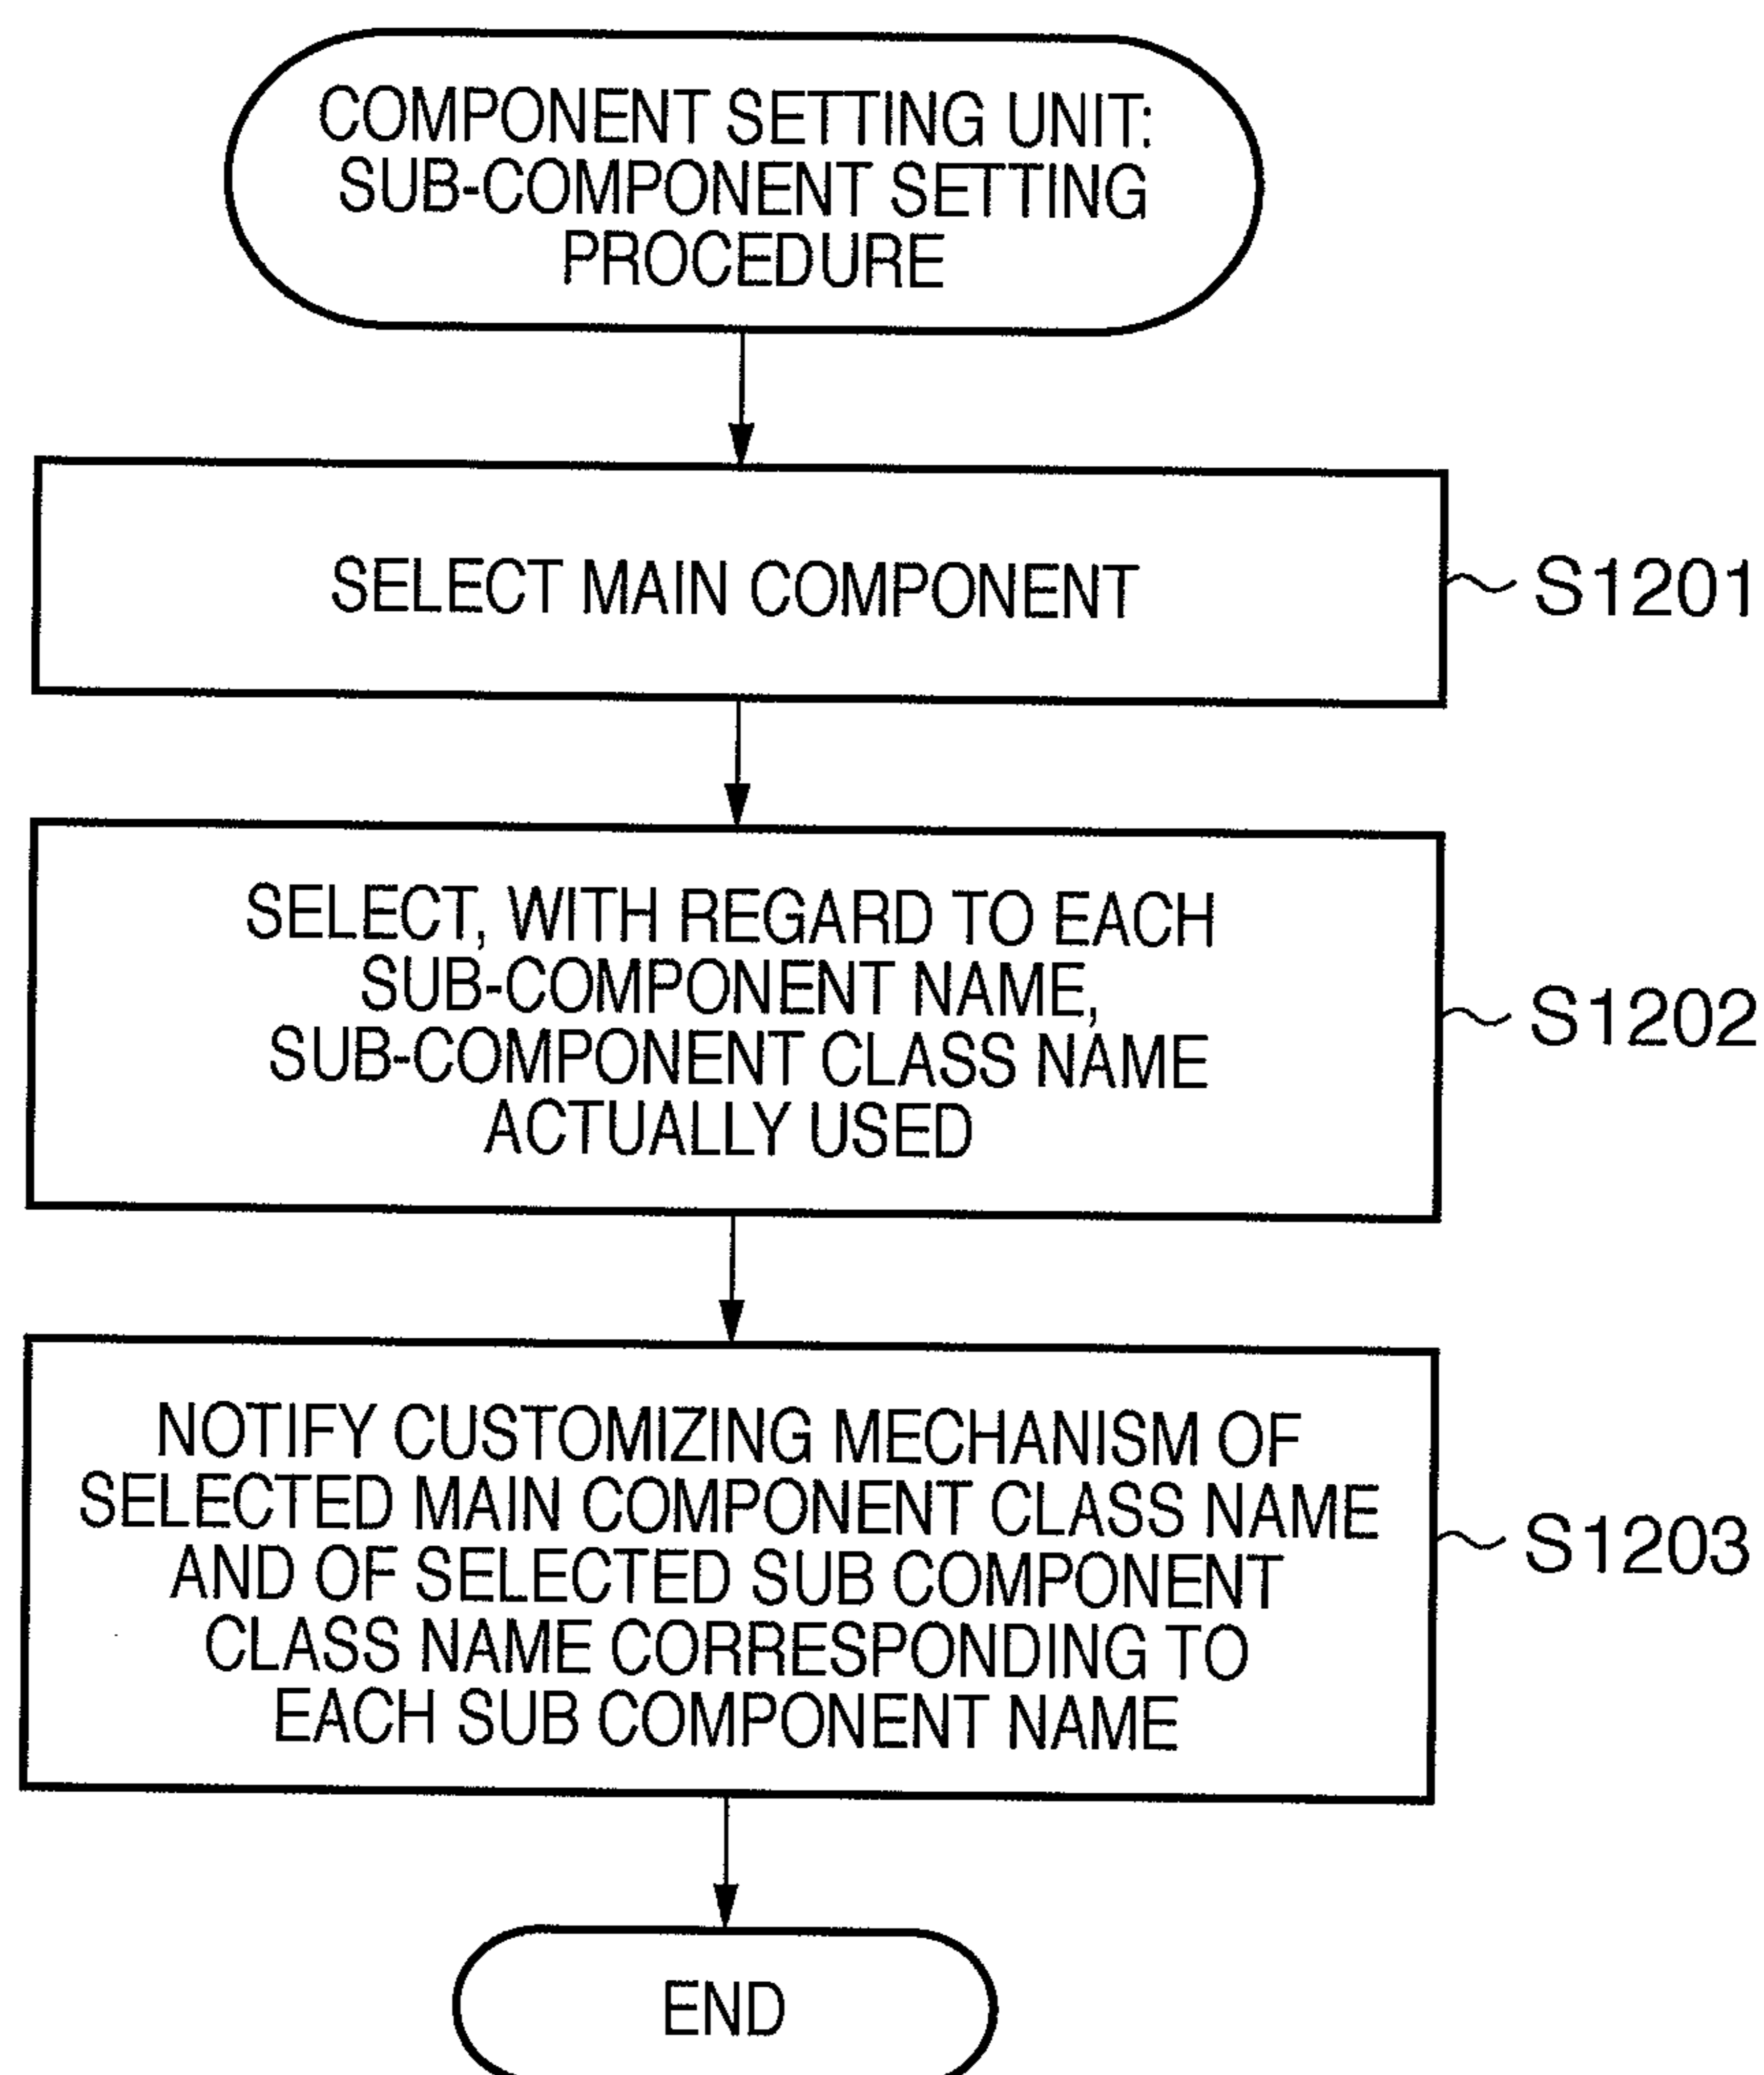 COMPONENT SETTING UNIT:
SUB-COMPONENT SETTING
PROCEDURE
SELECT MAIN COMPONENT
S1201
SELECT, WITH REGARD TO EACH
SUB-COMPONENT NAME,
SUB-COMPONENT CLASS NAME
ACTUALLY USED
S1202
NOTIFY CUSTOMIZING MECHANISM OF
SELECTED MAIN COMPONENT CLASS NAME
AND OF SELECTED SUB COMPONENT
CLASS NAME CORRESPONDING TO
EACH SUB COMPONENT NAME
S1203
END